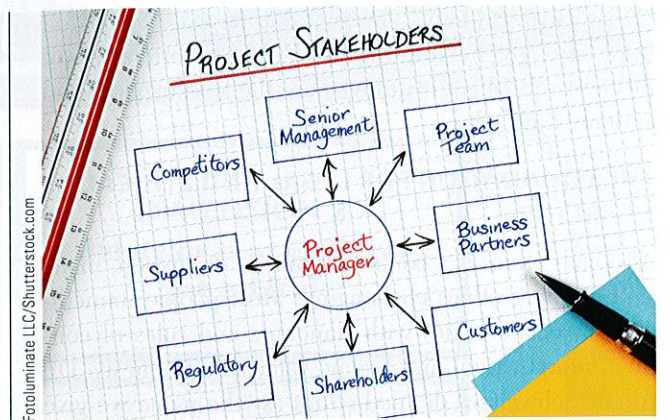 PROJECT STAKEHOLDERS
Senior
Management
Project
Team
Competitors
Business
Partners
Project
Manager
Suppliers
Customers
Regulatory
Shareholders
Fotoluminate LLC/Shutterstock.com